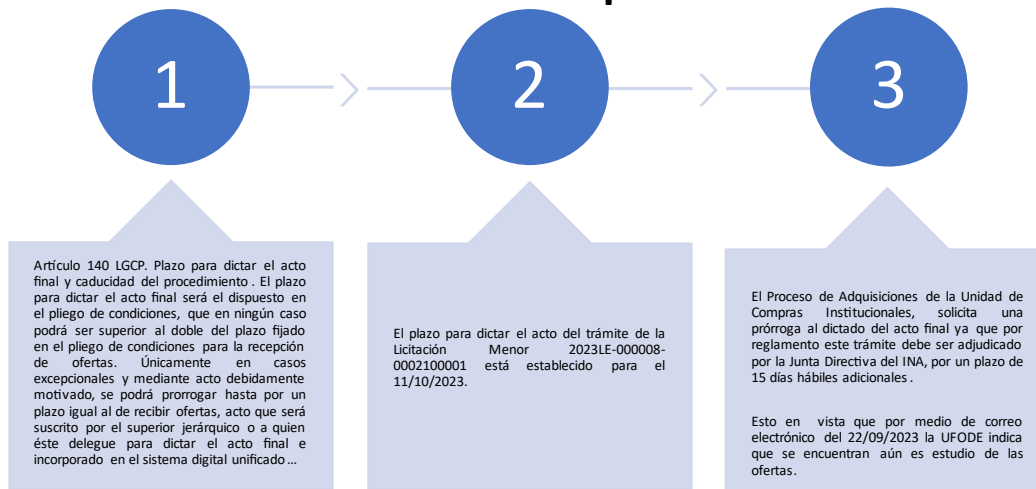 1
2
3
Artículo 140 LGCP. Plazo para dictar el acto
final y caducidad del procedimiento . El plazo
para dictar el acto final será el dispuesto en
el pliego de condiciones, que en ningún caso
podrá ser superior al doble del plazo fijado
en el pliego de condiciones para la recepción
de ofertas. Únicamente en casos
excepcionales y mediante acto debidamente
motivado, se podrá prorrogar hasta por un
plazo igual al de recibir ofertas, acto que será
suscrito por el superior jerárquico o a quien
éste delegue para dictar el acto final e
incorporado en el sistema digital unificado ...
El plazo para dictar el acto del trámite de la
Licitación Menor 2023LE-000008-
0002100001 está establecido para el
11/10/2023.
El Proceso de Adquisiciones de la Unidad de
Compras Institucionales, solicita una
prórroga al dictado del acto final ya que por
reglamento este trámite debe ser adjudicado
por la Junta Directiva del INA, por un plazo de
15 días hábiles adicionales .
Esto en vista que por medio de correo
electrónico del 22/09/2023 la UFODE indica
que se encuentran aún es estudio de las
ofertas.